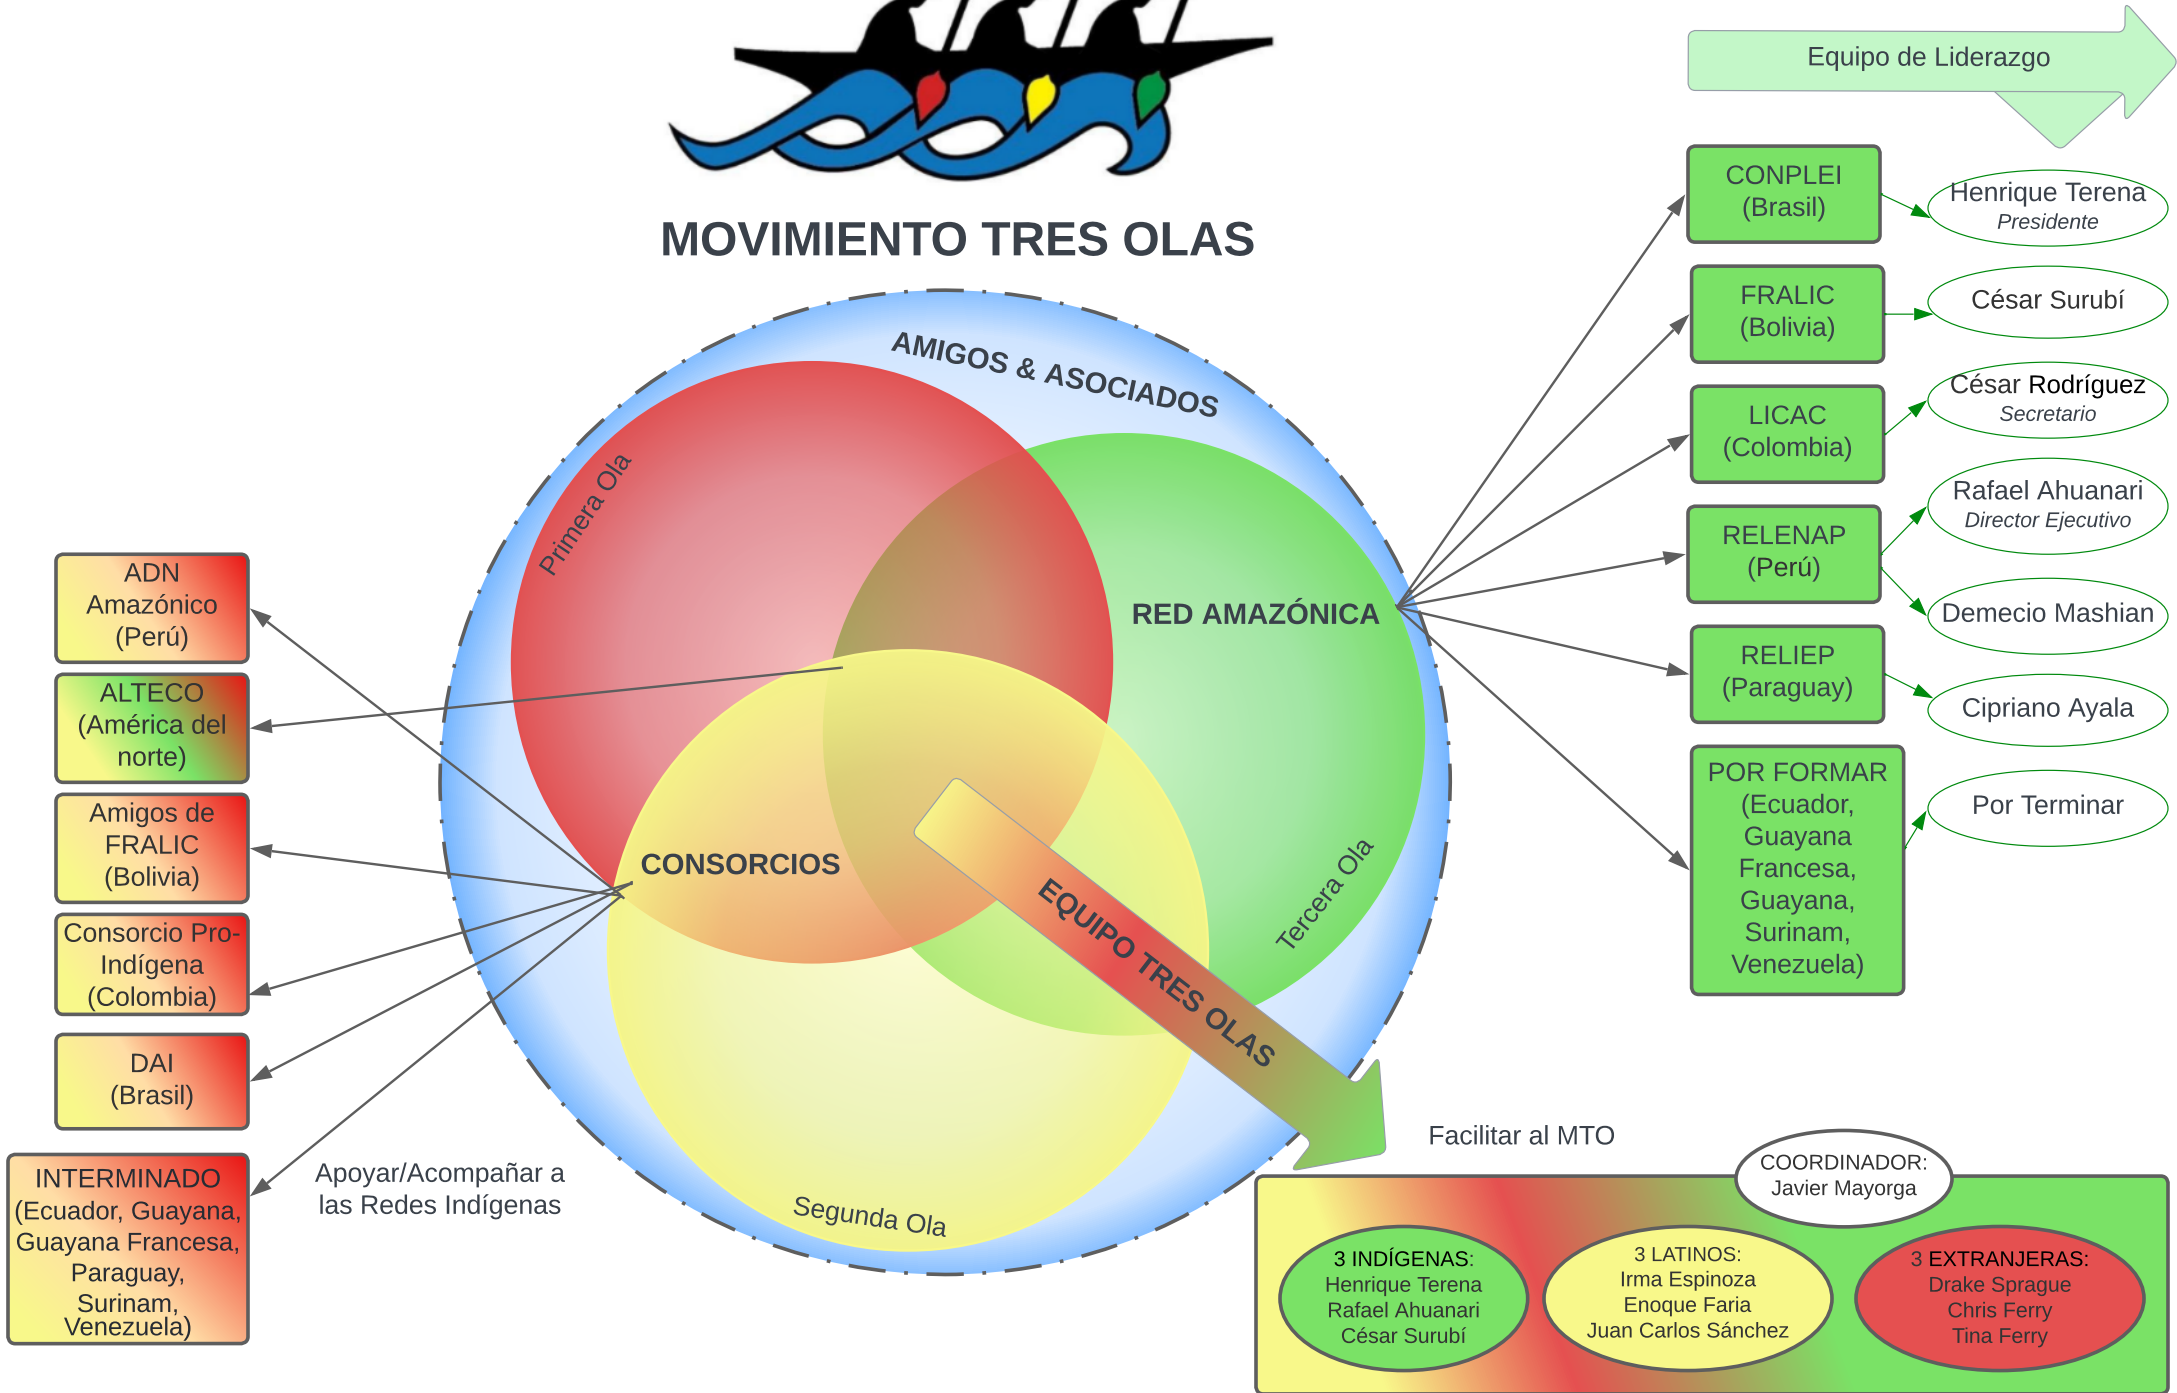 Equipo de Liderazgo
MOVIMIENTO TRES OLAS
AMIGOS & ASOCIADOS
Primera Ola
RED AMAZÓNICA
CONSORCIOS
Tercera Ola
EQUIPO TRES OLAS
Segunda Ola
ADN
Amazónico
(Perú)
ALTECO
(América del
norte)
Amigos de
FRALIC
(Bolivia)
Consorcio Pro-
Indígena
(Colombia)
DAI
(Brasil)
INTERMINADO
(Ecuador, Guayana,
Guayana Francesa,
Paraguay,
Surinam,
Venezuela)
Apoyar/Acompañar a
las Redes Indígenas
CONPLEI
(Brasil)
Henrique Terena
Presidente
FRALIC
(Bolivia)
César Surubí
LICAC
(Colombia)
César Rodríguez
Secretario
RELENAP
(Perú)
Rafael Ahuanari
Director Ejecutivo
Demecio Mashian
RELIEP
(Paraguay)
Cipriano Ayala
POR FORMAR
(Ecuador,
Guayana
Francesa,
Guayana,
Surinam,
Venezuela)
Por Terminar
Facilitar al MTO
COORDINADOR:
Javier Mayorga
3 INDÍGENAS:
Henrique Terena
Rafael Ahuanari
César Surubí
3 LATINOS:
Irma Espinoza
Enoque Faria
Juan Carlos Sánchez
3 EXTRANJERAS:
Drake Sprague
Chris Ferry
Tina Ferry